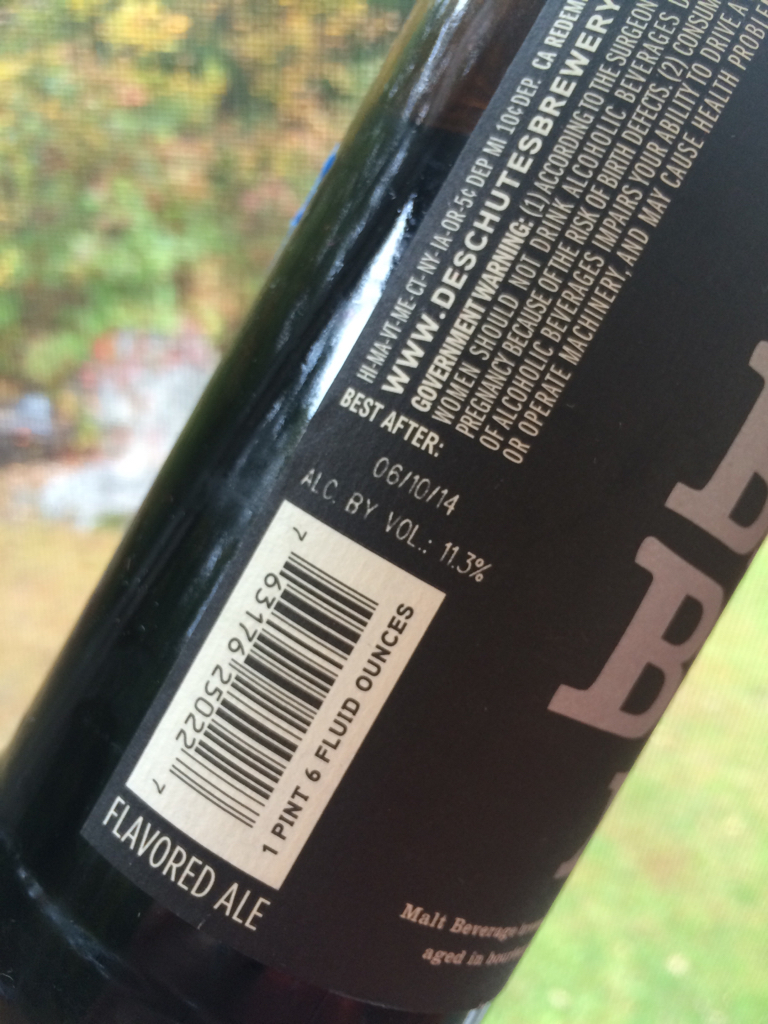 HI-MA-VT-ME-CT-NY-IA-OR-5¢ DEP MI 10¢ DEP CA REDEM
WWW.DESCHUTESBREWERY
GOVERNMENT WARNING: (1) ACCORDING TO THE SURGEON
WOMEN SHOULD NOT DRINK ALCOHOLIC BEVERAGES D
PREGNANCY BECAUSE OF THE RISK OF BIRTH DEFECTS. (2) CONSUM
OF ALCOHOLIC BEVERAGES IMPAIRS YOUR ABILITY TO DRIVE A
OR OPERATE MACHINERY, AND MAY CAUSE HEALTH PROBLE
BEST AFTER:
06/10/14
ALC. BY VOL.: 11.3%
7 63176 25022 7
1 PINT 6 FLUID OUNCES
FLAVORED ALE
Malt Beverage
aged in